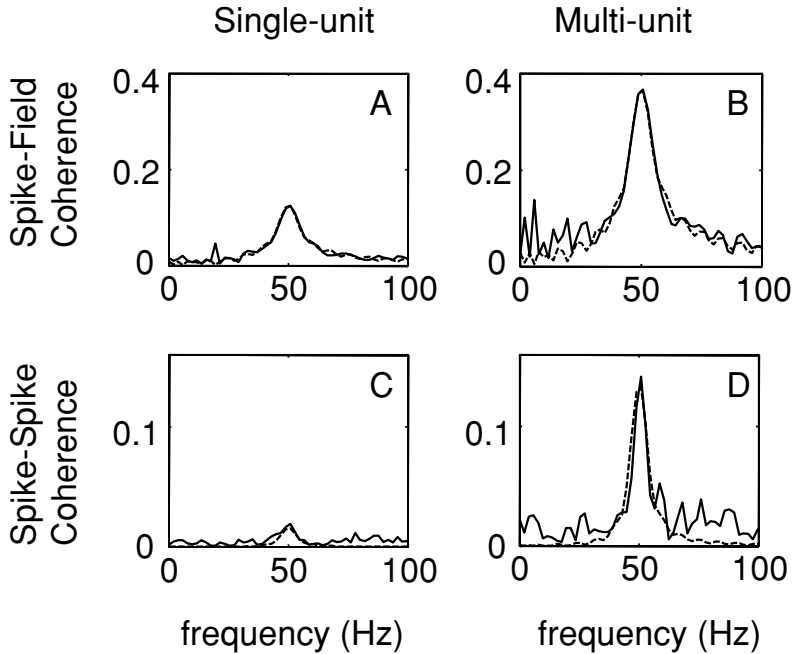 Single-unit
Multi-unit
Spike-Field
Coherence
0.4
0.2
0
A
0 50 100
0.4
0.2
0
B
0 50 100
Spike-Spike
Coherence
0.1
0
C
0 50 100
0.1
0
D
0 50 100
frequency (Hz)
frequency (Hz)